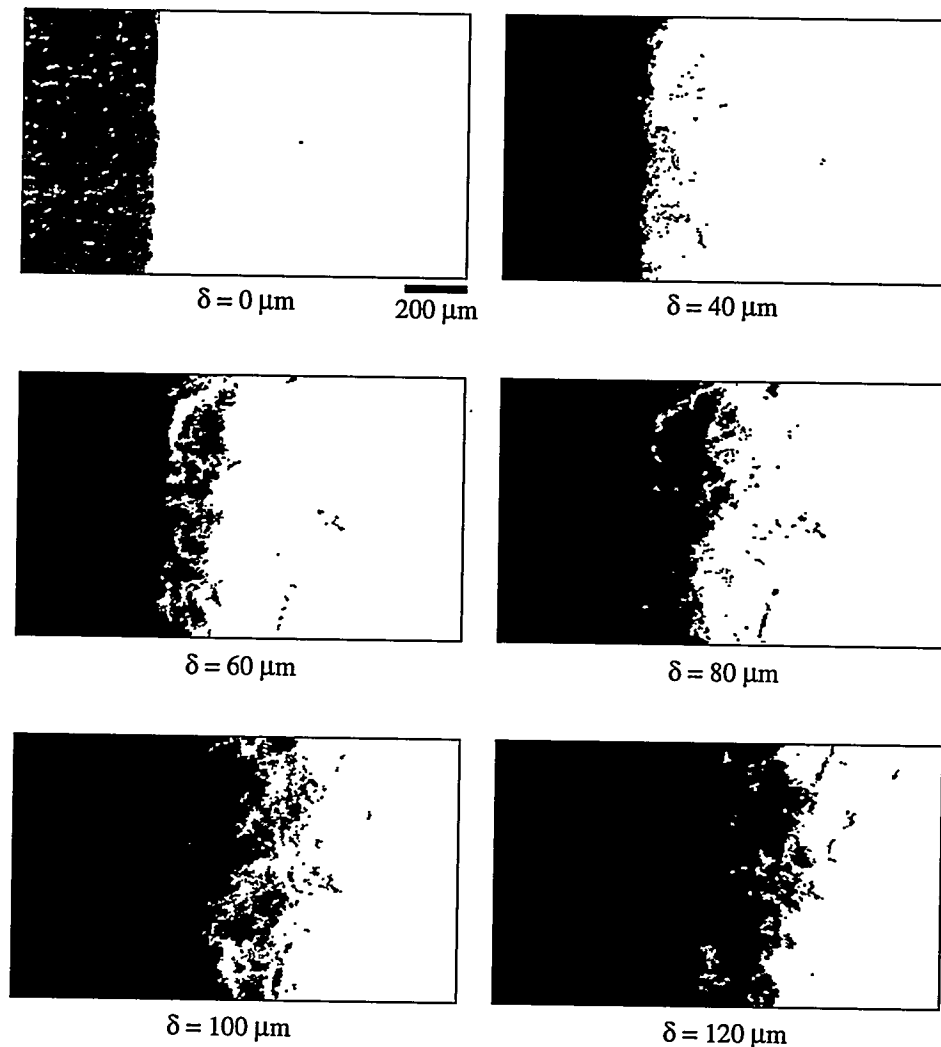 δ = 0 μm
200 μm
δ = 40 μm
δ = 60 μm
δ = 80 μm
δ = 100 μm
δ = 120 μm